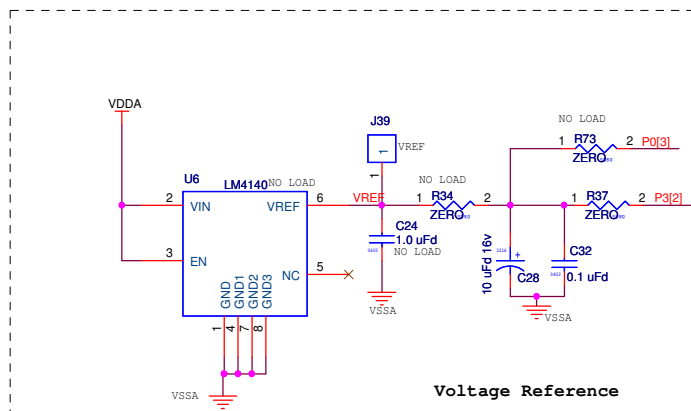 VDDA
NO LOAD
J39
R73
P0[3]
1
2
1
VREF
ZERO
1
NO LOAD
U6
LM4140
NO LOAD
2
VIN
VREF
6
VREF
1
R34
2
1
R37
2
P3[2]
ZERO
ZERO
C24
1.0 uFd
NO LOAD
3
EN
10 uFd 16v
+
C32
NC
5
C28
0.1 uFd
GND
GND1
GND2
GND3
1
4
7
8
VSSA
VSSA
VSSA
Voltage Reference